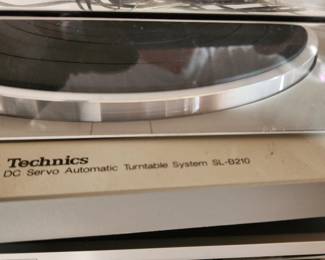 Technics
DC Servo Automatic Turntable System SL-B210